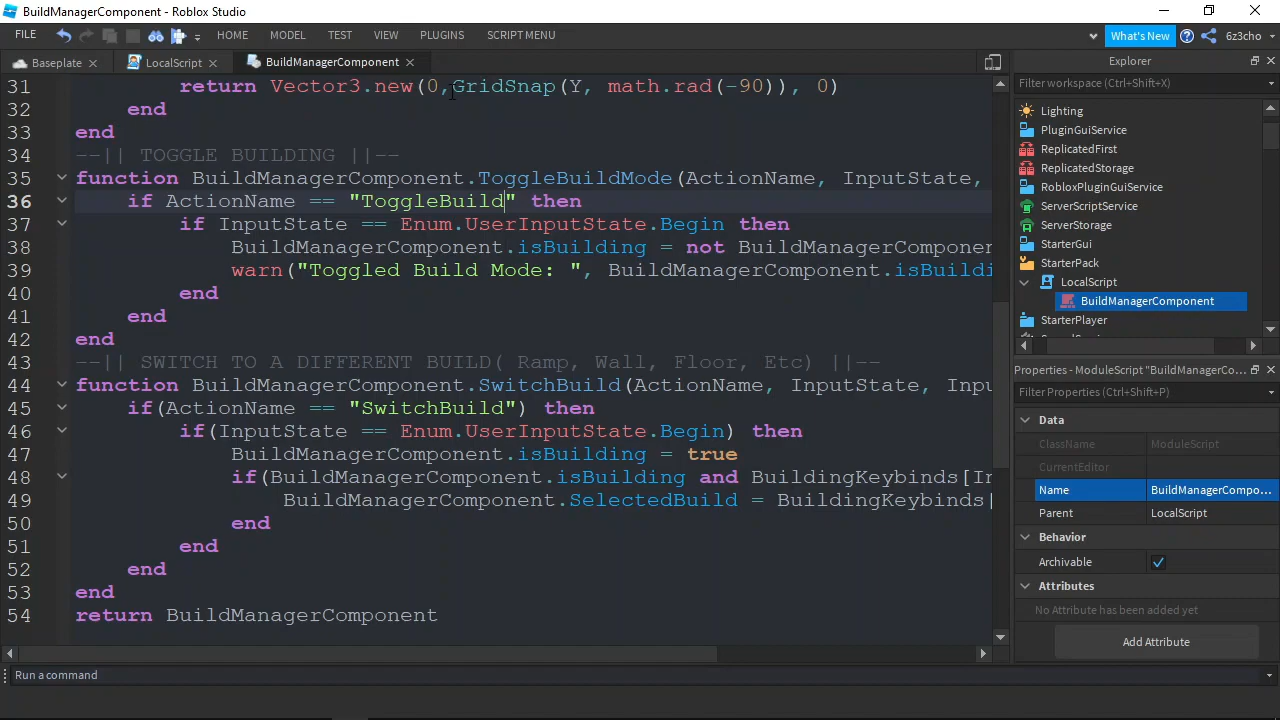 BuildManagerComponent - Roblox Studio
FILE HOME MODEL TEST VIEW PLUGINS SCRIPT MENU What's New 6z3cho
Baseplate LocalScript BuildManagerComponent
31 return Vector3.new(0,GridSnap(Y, math.rad(-90)), 0)
32 end
33 end
34 --|| TOGGLE BUILDING ||--
35 function BuildManagerComponent.ToggleBuildMode(ActionName, InputState,
36 if ActionName == "ToggleBuild" then
37 if InputState == Enum.UserInputState.Begin then
38 BuildManagerComponent.isBuilding = not BuildManagerComponen
39 warn("Toggled Build Mode: ", BuildManagerComponent.isBuildi
40 end
41 end
42 end
43 --|| SWITCH TO A DIFFERENT BUILD( Ramp, Wall, Floor, Etc) ||--
44 function BuildManagerComponent.SwitchBuild(ActionName, InputState, Inpu
45 if(ActionName == "SwitchBuild") then
46 if(InputState == Enum.UserInputState.Begin) then
47 BuildManagerComponent.isBuilding = true
48 if(BuildManagerComponent.isBuilding and BuildingKeybinds[In
49 BuildManagerComponent.SelectedBuild = BuildingKeybinds[
50 end
51 end
52 end
53 end
54 return BuildManagerComponent
Run a command
Explorer
Filter workspace (Ctrl+Shift+X)
Lighting
PluginGuiService
ReplicatedFirst
ReplicatedStorage
RobloxPluginGuiService
ServerScriptService
ServerStorage
StarterGui
StarterPack
LocalScript
BuildManagerComponent
StarterPlayer
Properties - ModuleScript "BuildManagerCo...
Filter Properties (Ctrl+Shift+P)
Data
ClassName ModuleScript
CurrentEditor
Name BuildManagerCompo...
Parent LocalScript
Behavior
Archivable
Attributes
No Attribute has been added yet
Add Attribute